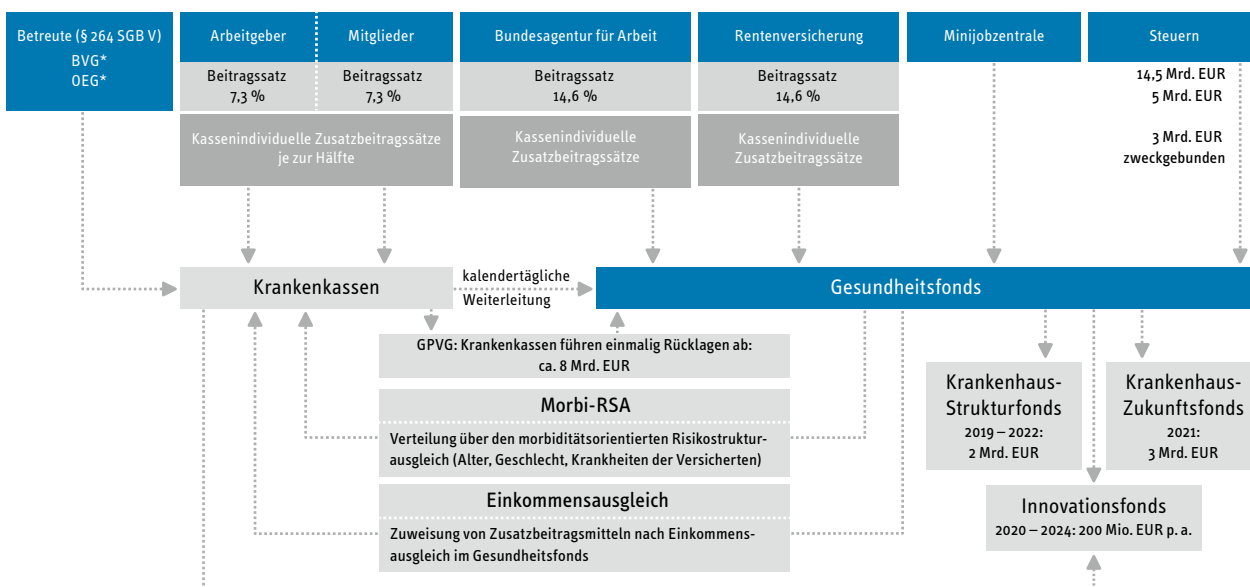 Betreute (§ 264 SGB V)
BVG*
OEG*
Arbeitgeber
Mitglieder
Bundesagentur für Arbeit
Rentenversicherung
Minijobzentrale
Steuern
Beitragssatz
7,3 %
Beitragssatz
7,3 %
Beitragssatz
14,6 %
Beitragssatz
14,6 %
14,5 Mrd. EUR
5 Mrd. EUR
3 Mrd. EUR
zweckgebunden
Kassenindividuelle Zusatzbeitragssätze
je zur Hälfte
Kassenindividuelle
Zusatzbeitragssätze
Kassenindividuelle
Zusatzbeitragssätze
Krankenkassen
kalendertägliche
Weiterleitung
Gesundheitsfonds
GPVG: Krankenkassen führen einmalig Rücklagen ab:
ca. 8 Mrd. EUR
Morbi-RSA
Verteilung über den morbiditätsorientierten Risikostruktur-
ausgleich (Alter, Geschlecht, Krankheiten der Versicherten)
Einkommensausgleich
Zuweisung von Zusatzbeitragsmitteln nach Einkommens-
ausgleich im Gesundheitsfonds
Krankenhaus-
Strukturfonds
2019 – 2022:
2 Mrd. EUR
Krankenhaus-
Zukunftsfonds
2021:
3 Mrd. EUR
Innovationsfonds
2020 – 2024: 200 Mio. EUR p. a.